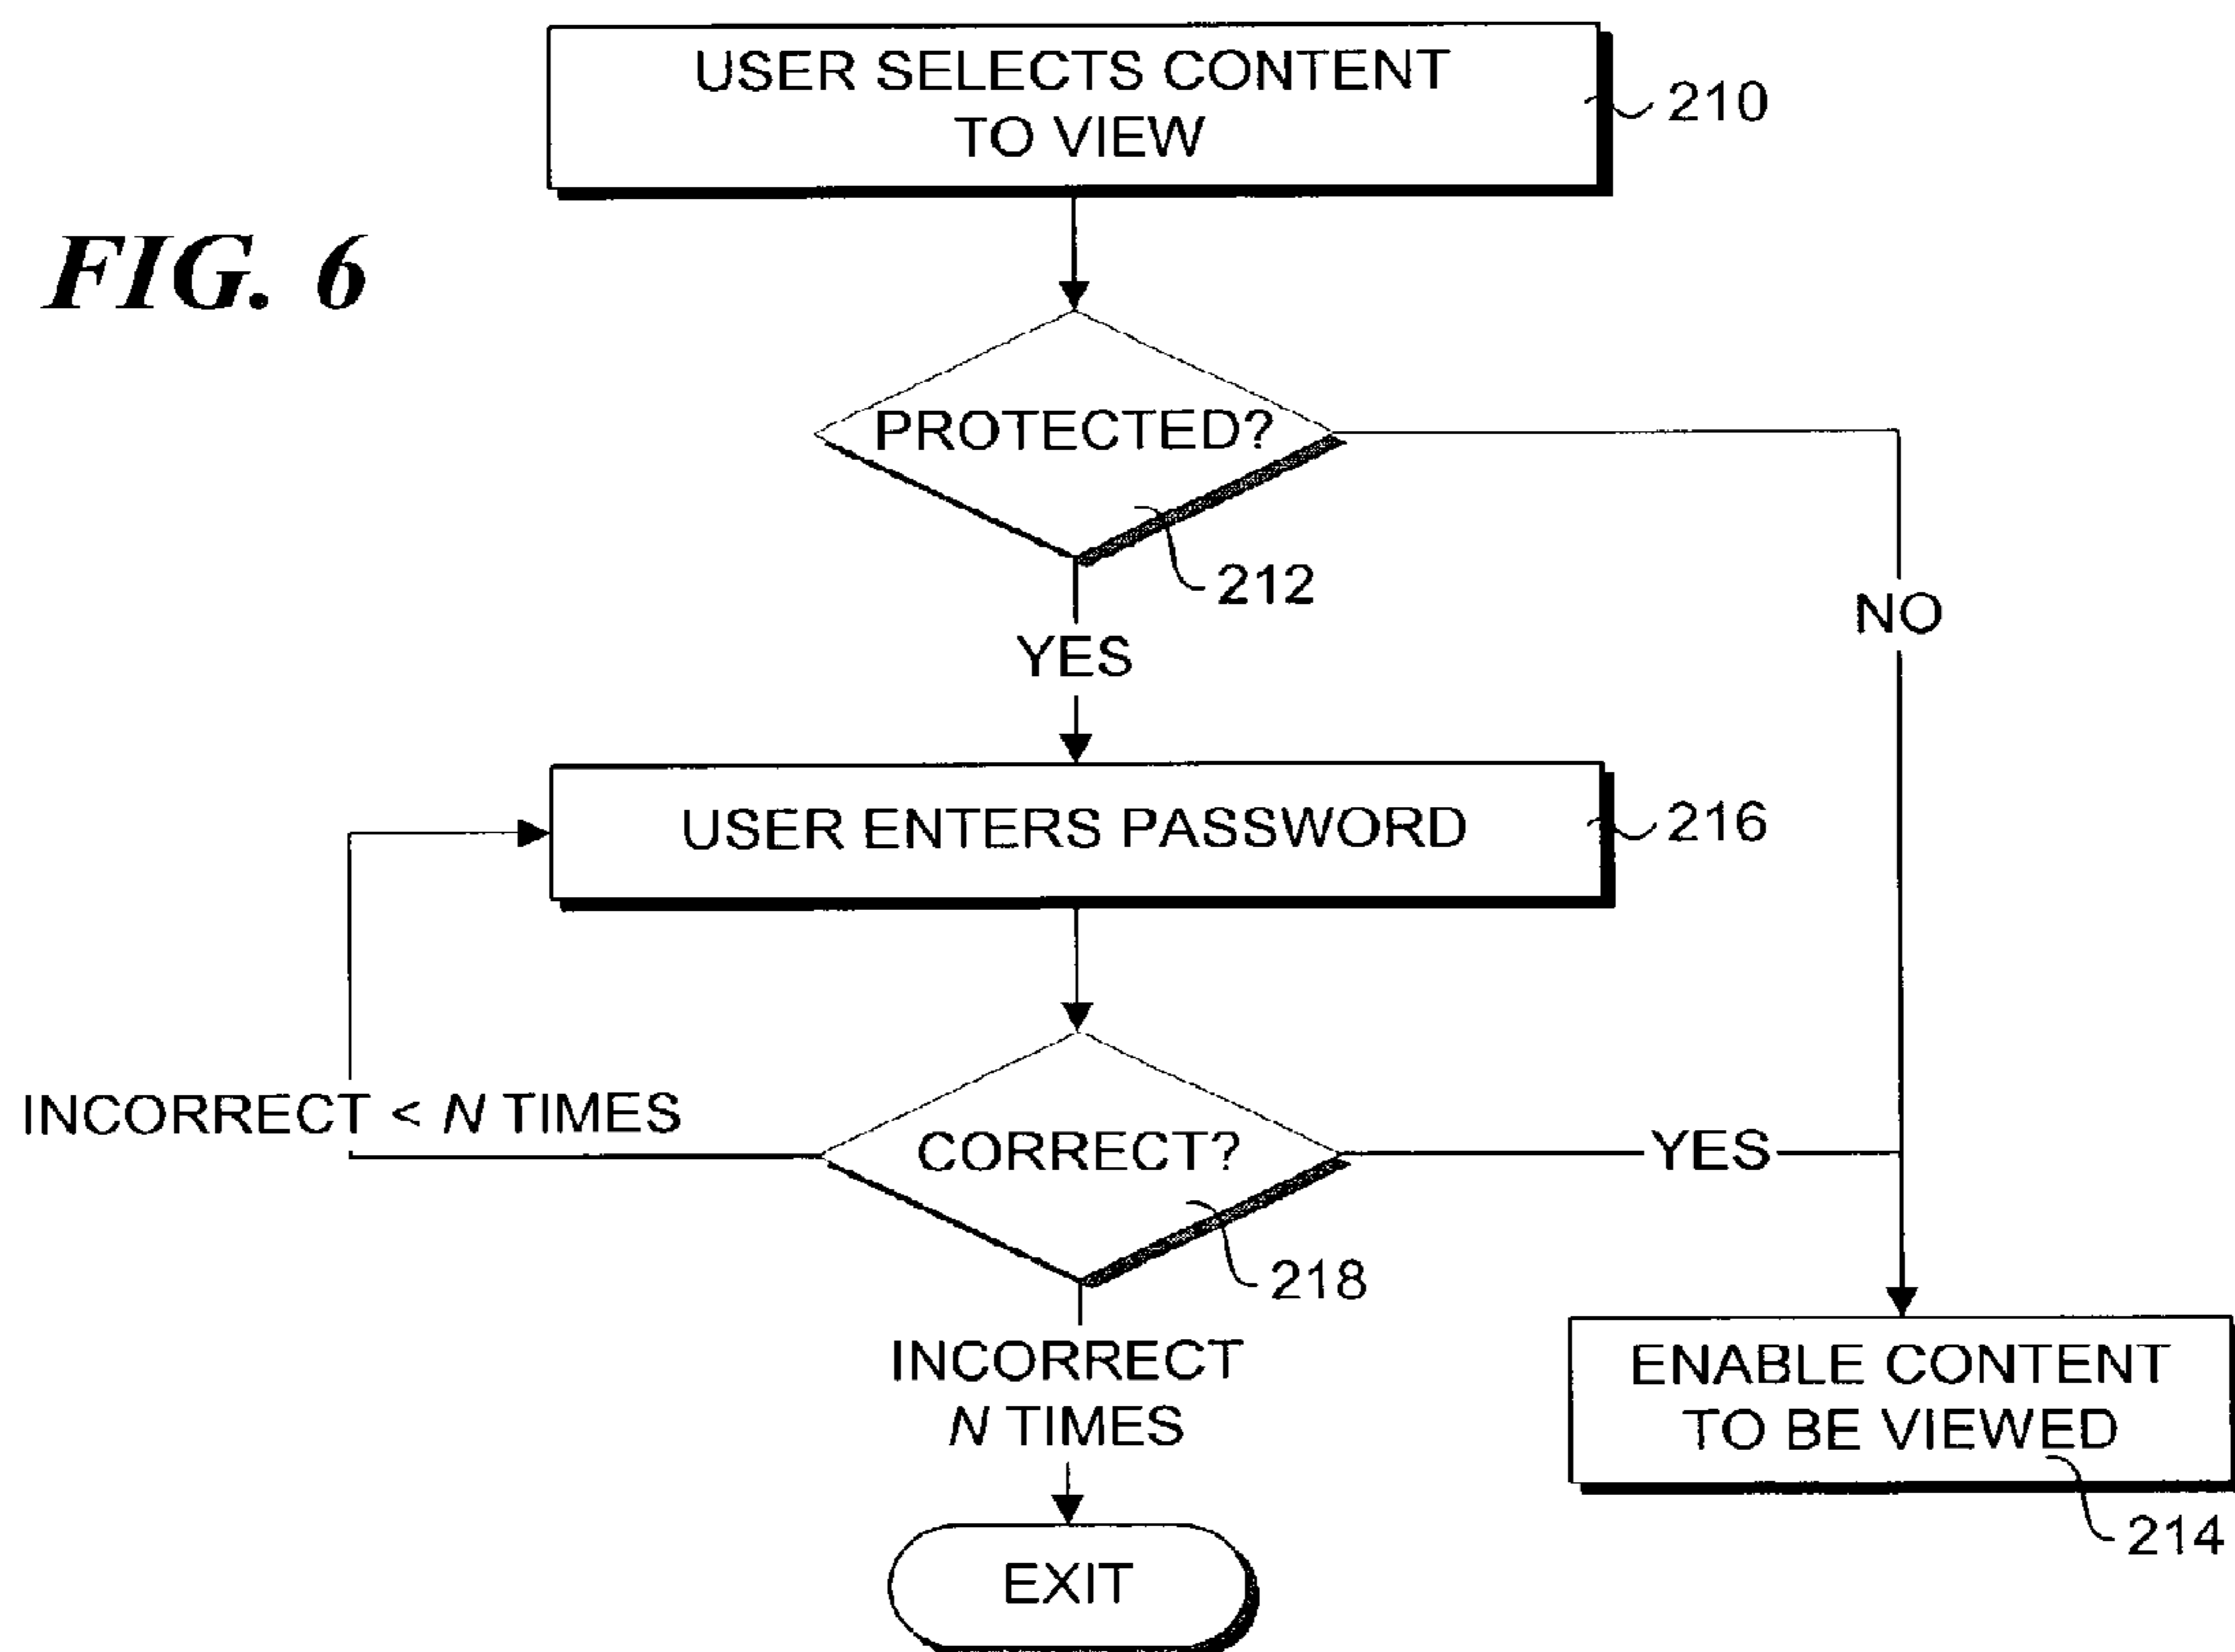 USER SELECTS CONTENT
TO VIEW
210
FIG. 6
PROTECTED?
212
NO
YES
USER ENTERS PASSWORD
216
INCORRECT < N TIMES
CORRECT?
YES
218
INCORRECT
N TIMES
ENABLE CONTENT
TO BE VIEWED
214
EXIT